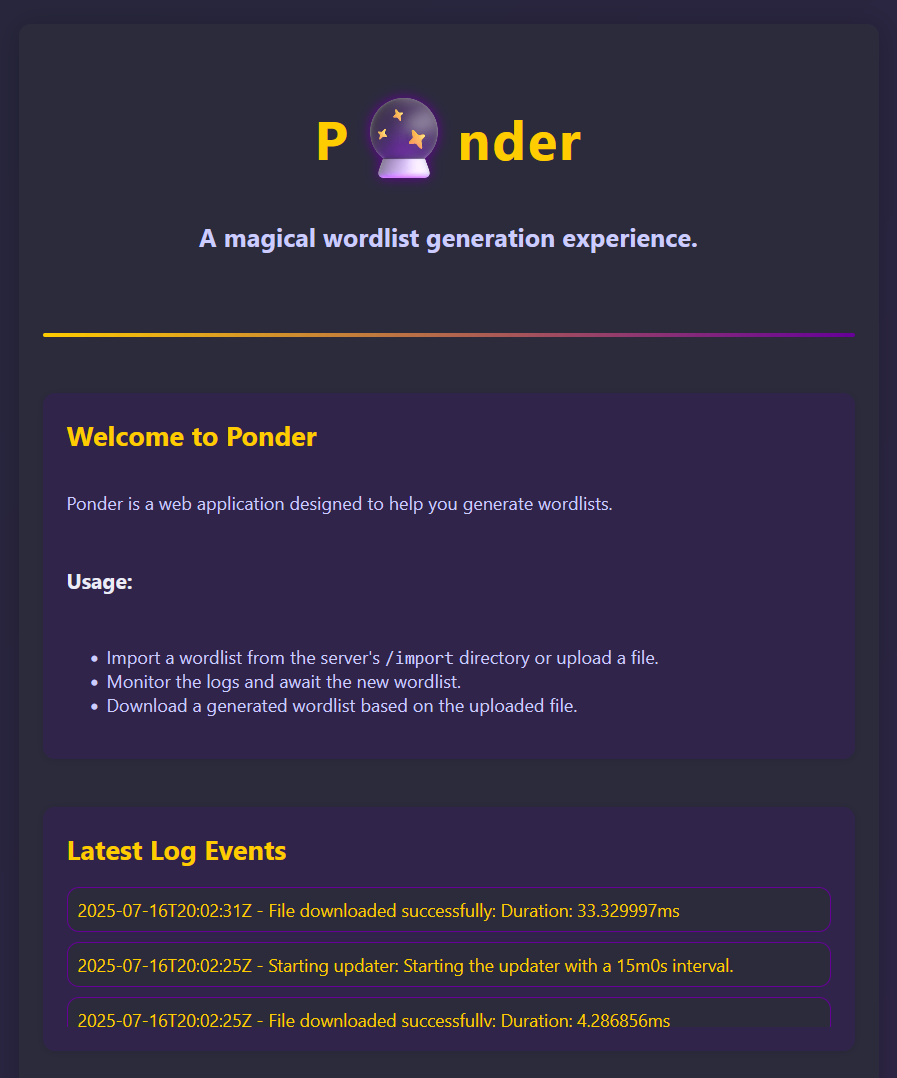 P nder
A magical wordlist generation experience.
Welcome to Ponder
Ponder is a web application designed to help you generate wordlists.
Usage:
• Import a wordlist from the server's /import directory or upload a file.
• Monitor the logs and await the new wordlist.
• Download a generated wordlist based on the uploaded file.
Latest Log Events
2025-07-16T20:02:31Z - File downloaded successfully: Duration: 33.329997ms
2025-07-16T20:02:25Z - Starting updater: Starting the updater with a 15m0s interval.
2025-07-16T20:02:25Z - File downloaded successfully: Duration: 4.286856ms